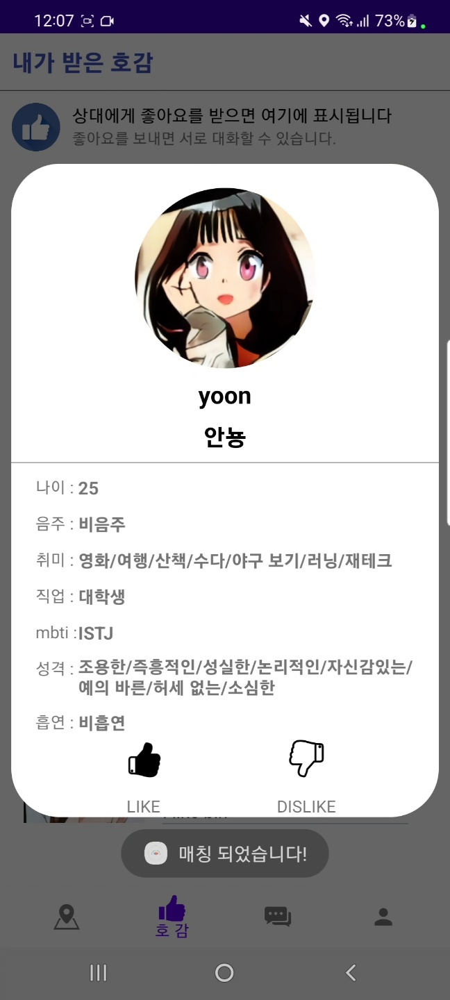 12:07
73%
내가 받은 호감
상대에게 좋아요를 받으면 여기에 표시됩니다
좋아요를 보내면 서로 대화할 수 있습니다.
yoon
안뇽
나이 : 25
음주 : 비음주
취미 : 영화/여행/산책/수다/야구 보기/러닝/재테크
직업 : 대학생
mbti :ISTJ
성격 : 조용한/즉흥적인/성실한/논리적인/자신감있는/
예의 바른/허세 없는/소심한
흡연 : 비흡연
LIKE
DISLIKE
매칭 되었습니다!
호 감